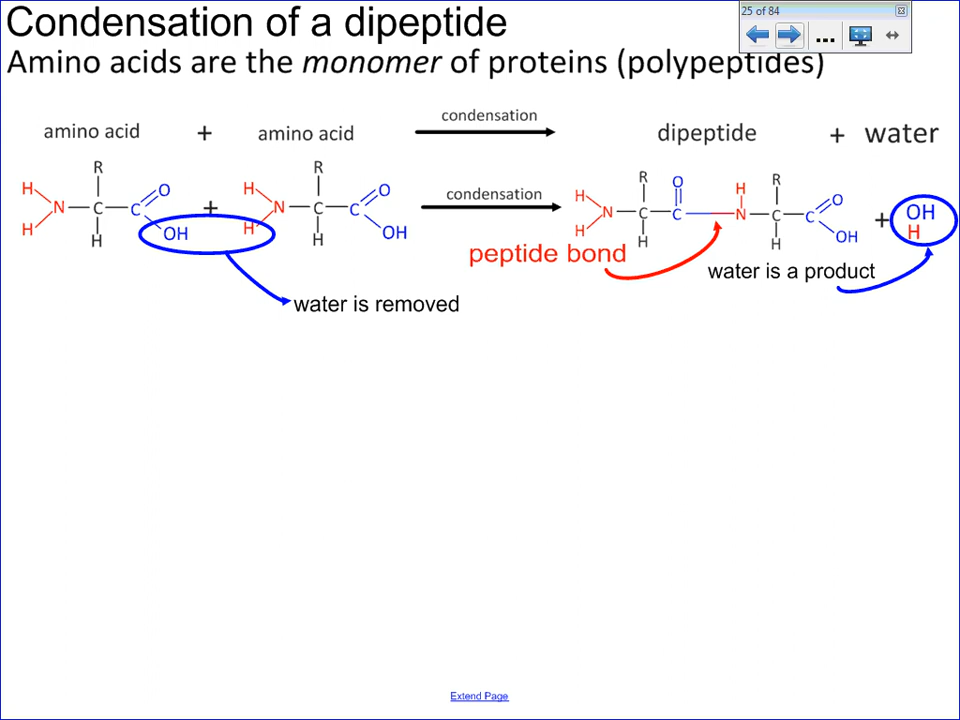 Condensation of a dipeptide
25 of 84
Amino acids are the monomer of proteins (polypeptides)
...
amino acid + amino acid condensation dipeptide + water
R R R O H R
H O H O condensation H O
N C C + N C C N C C N C C + OH
H OH H OH H H
H H H H OH
peptide bond
water is a product
water is removed
Extend Page